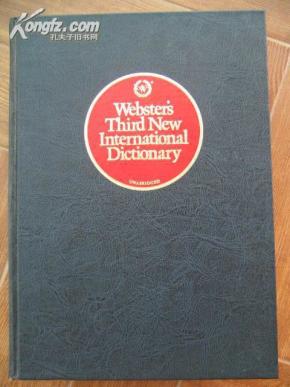 Kongfz.com
孔夫子旧书网
Webster's
Third New
International
Dictionary
UNABRIDGED